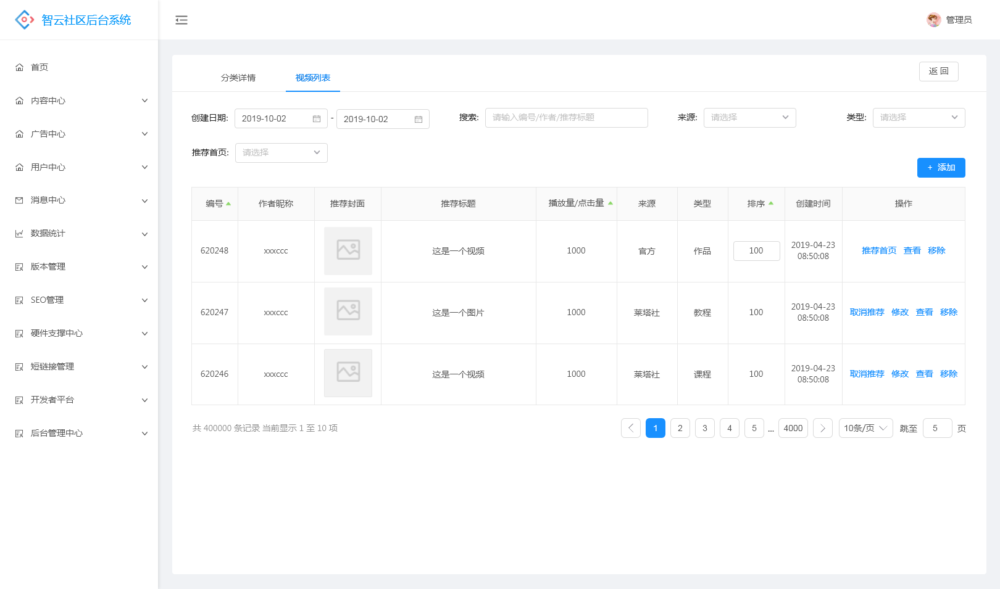 智云社区后台系统
管理员
首页
内容中心
广告中心
用户中心
消息中心
数据统计
版本管理
SEO管理
硬件支撑中心
短链接管理
开发者平台
后台管理中心
分类详情 视频列表 返 回
创建日期: 2019-10-02 - 2019-10-02 搜索: 请输入编号/作者/推荐标题 来源: 请选择 类型: 请选择
推荐首页: 请选择
+ 添加
编号 作者昵称 推荐封面 推荐标题 播放量/点击量 来源 类型 排序 创建时间 操作
620248 xxxccc 这是一个视频 1000 官方 作品 100 2019-04-23 08:50:08 推荐首页 查看 移除
620247 xxxccc 这是一个图片 1000 莱塔社 教程 100 2019-04-23 08:50:08 取消推荐 修改 查看 移除
620246 xxxccc 这是一个视频 1000 莱塔社 课程 100 2019-04-23 08:50:08 取消推荐 修改 查看 移除
共 400000 条记录 当前显示 1 至 10 项 1 2 3 4 5 ... 4000 10条/页 跳至 5 页